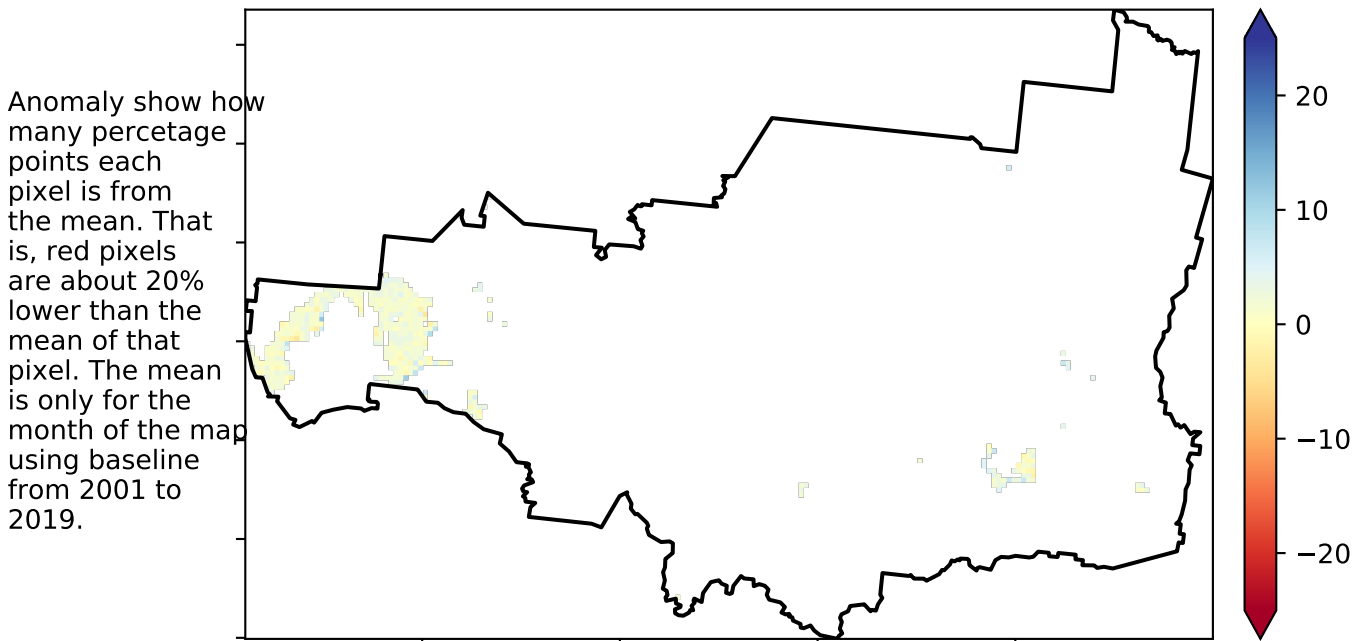 Anomaly show how
many percetage
points each
pixel is from
the mean. That
is, red pixels
are about 20%
lower than the
mean of that
pixel. The mean
is only for the
month of the map
using baseline
from 2001 to
2019.
20
10
0
−10
−20